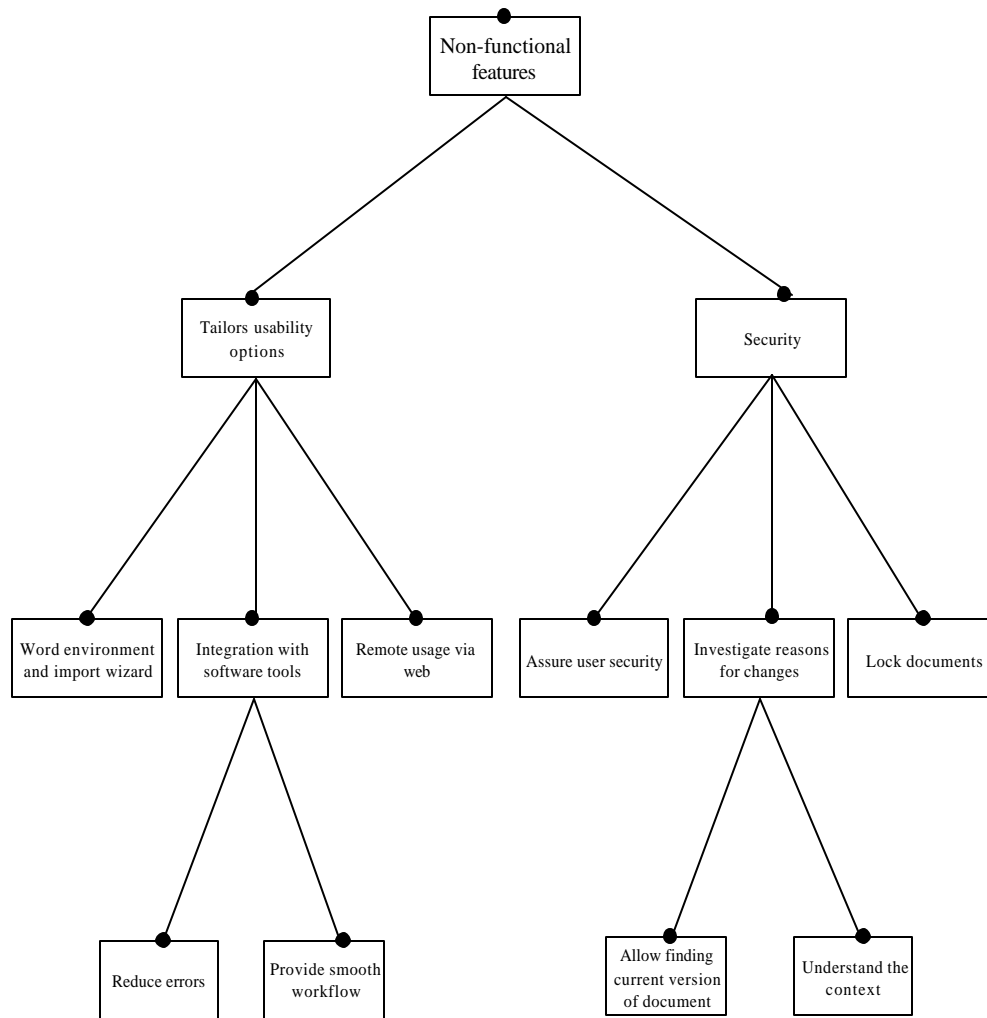 Non-functional
features
Tailors usability
options
Security
Word environment
and import wizard
Integration with
software tools
Remote usage via
web
Assure user security
Investigate reasons
for changes
Lock documents
Reduce errors
Provide smooth
workflow
Allow finding
current version
of document
Understand the
context